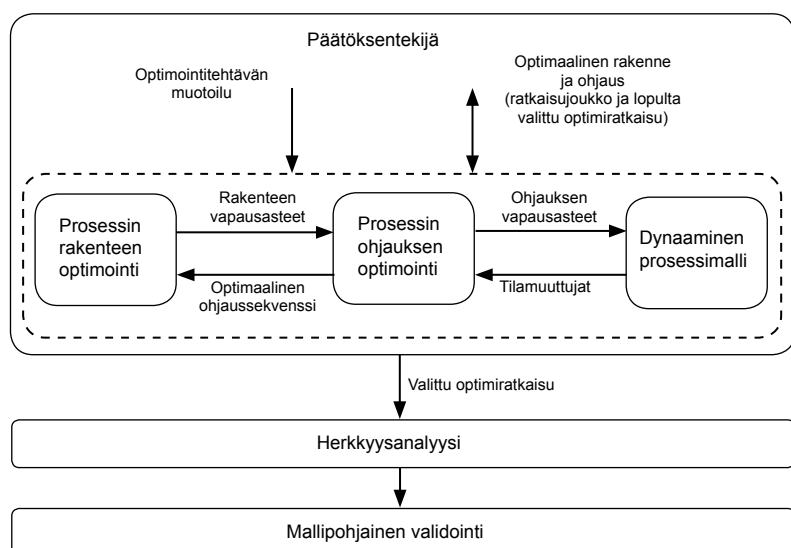 Päätöksentekijä
Optimointitehtävän
muotoilu
Optimaalinen rakenne
ja ohjaus
(ratkaisujoukko ja lopulta
valittu optimiratkaisu)
Prosessin
rakenteen
optimointi
Rakenteen
vapausasteet
Optimaalinen
ohjaussekvenssi
Prosessin
ohjauksen
optimointi
Ohjauksen
vapausasteet
Tilamuuttujat
Dynaaminen
prosessimalli
Valittu optimiratkaisu
Herkkyysanalyysi
Mallipohjainen validointi